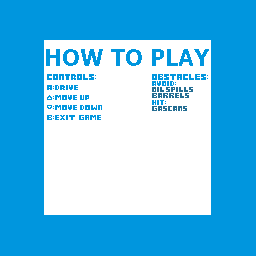 HOW TO PLAY
CONTROLS:
A:DRIVE
△:MOVE UP
▽:MOVE DOWN
B:EXIT GAME
OBSTACLES:
AVOID:
OILSPILLS
BARRELS
HIT:
GASCANS